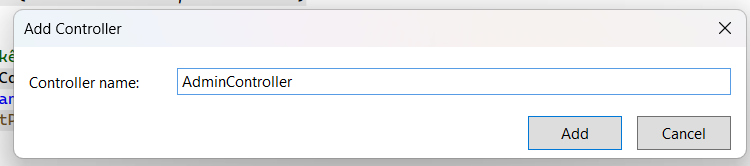 Add Controller
Controller name:
AdminController
Add
Cancel